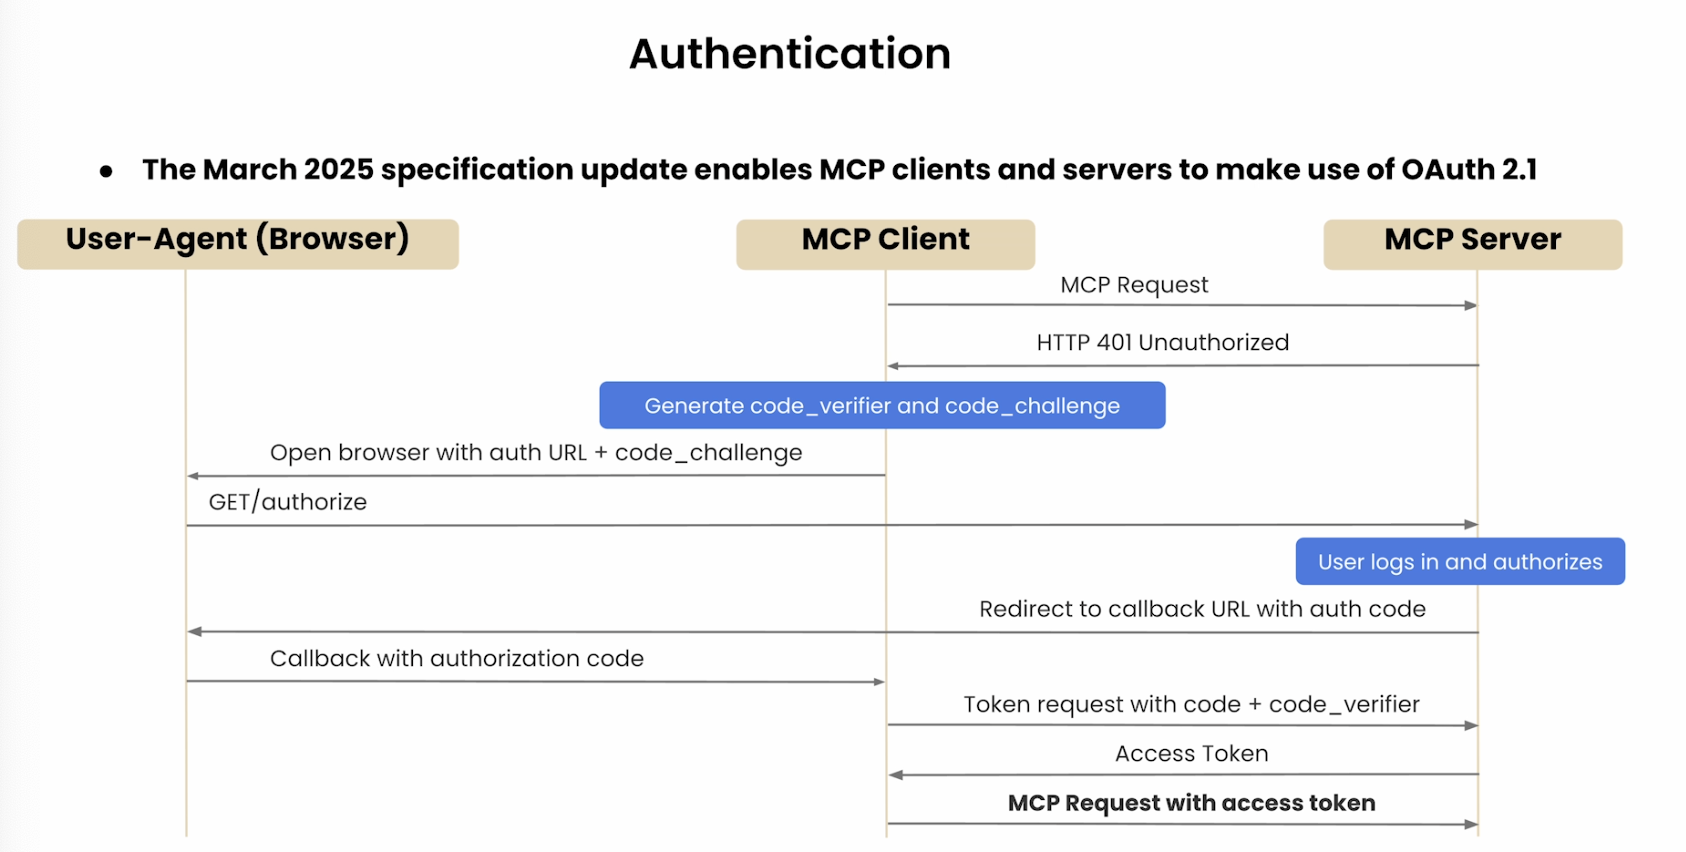 Authentication
● The March 2025 specification update enables MCP clients and servers to make use of OAuth 2.1
User-Agent (Browser)
MCP Client
MCP Server
MCP Request
HTTP 401 Unauthorized
Generate code_verifier and code_challenge
Open browser with auth URL + code_challenge
GET/authorize
User logs in and authorizes
Redirect to callback URL with auth code
Callback with authorization code
Token request with code + code_verifier
Access Token
MCP Request with access token